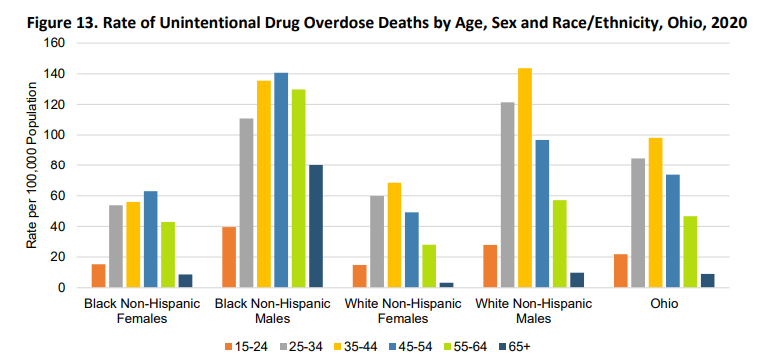 Figure 13. Rate of Unintentional Drug Overdose Deaths by Age, Sex and Race/Ethnicity, Ohio, 2020
Rate per 100,000 Population
160
140
120
100
80
60
40
20
0
Black Non-Hispanic
Females
Black Non-Hispanic
Males
White Non-Hispanic
Females
White Non-Hispanic
Males
Ohio
15-24 25-34 35-44 45-54 55-64 65+